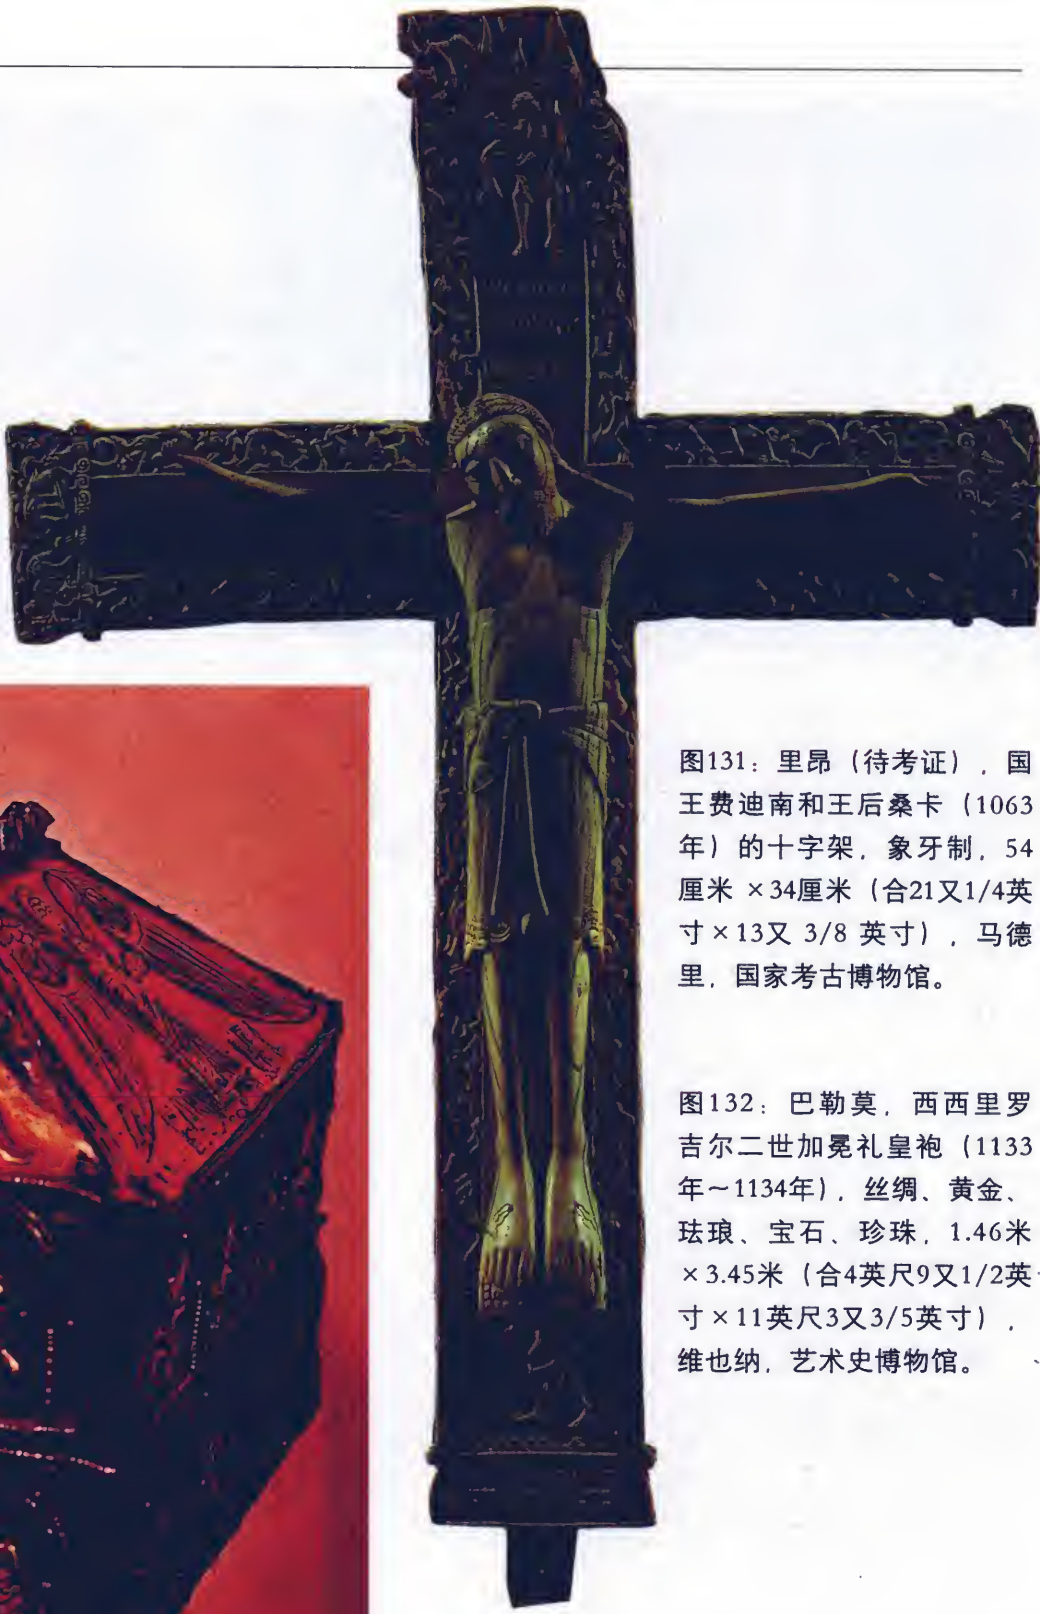 图131：里昂（待考证），国
王费迪南和王后桑卡（1063
年）的十字架，象牙制，54
厘米 ×34厘米（合21又1/4英
寸×13又 3/8 英寸），马德
里，国家考古博物馆。
图132：巴勒莫，西西里罗
吉尔二世加冕礼皇袍（1133
年～1134年），丝绸、黄金、
珐琅、宝石、珍珠，1.46米
×3.45米（合4英尺9又1/2英
寸×11英尺3又3/5英寸），
维也纳，艺术史博物馆。